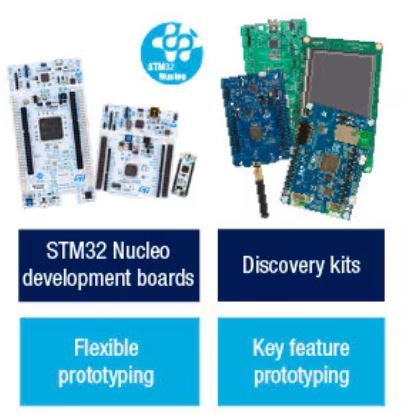 STM32
Nucleo
STM32 Nucleo
development boards
Discovery kits
Flexible
prototyping
Key feature
prototyping